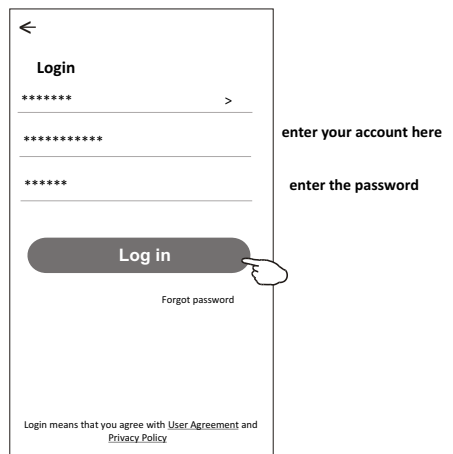 Login
******* >
***********
enter your account here
******
enter the password
Log in
Forgot password
Login means that you agree with User Agreement and
Privacy Policy